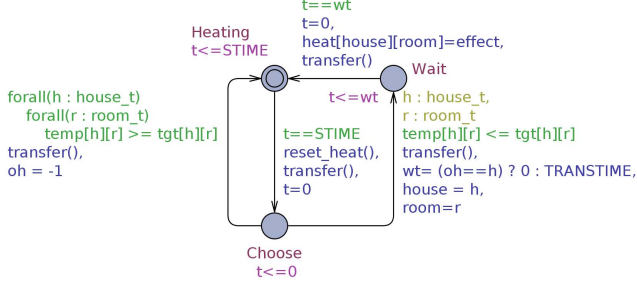 t==wt
t=0,
heat[house][room]=effect,
transfer()
Heating
t<=STIME
Wait
t<=wt
h : house_t,
r : room_t
temp[h][r] <= tgt[h][r]
transfer(),
wt= (oh==h) ? 0 : TRANSTIME,
house = h,
room=r
forall(h : house_t)
forall(r : room_t)
temp[h][r] >= tgt[h][r]
transfer(),
oh = -1
t==STIME
reset_heat(),
transfer(),
t=0
Choose
t<=0